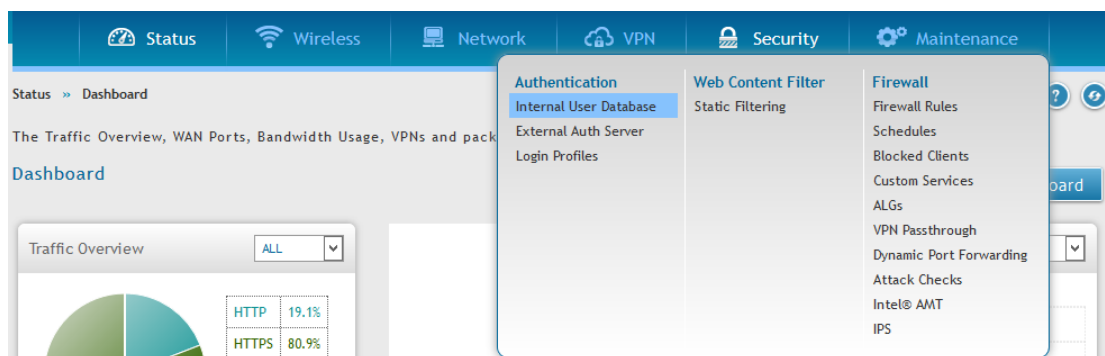 Status
Wireless
Network
VPN
Security
Maintenance
Status » Dashboard
The Traffic Overview, WAN Ports, Bandwidth Usage, VPNs and pack
Dashboard
Authentication
Internal User Database
External Auth Server
Login Profiles
Web Content Filter
Static Filtering
Firewall
Firewall Rules
Schedules
Blocked Clients
Custom Services
ALGs
VPN Passthrough
Dynamic Port Forwarding
Attack Checks
Intel® AMT
IPS
?
oard
Traffic Overview
ALL
HTTP 19.1%
HTTPS 80.9%